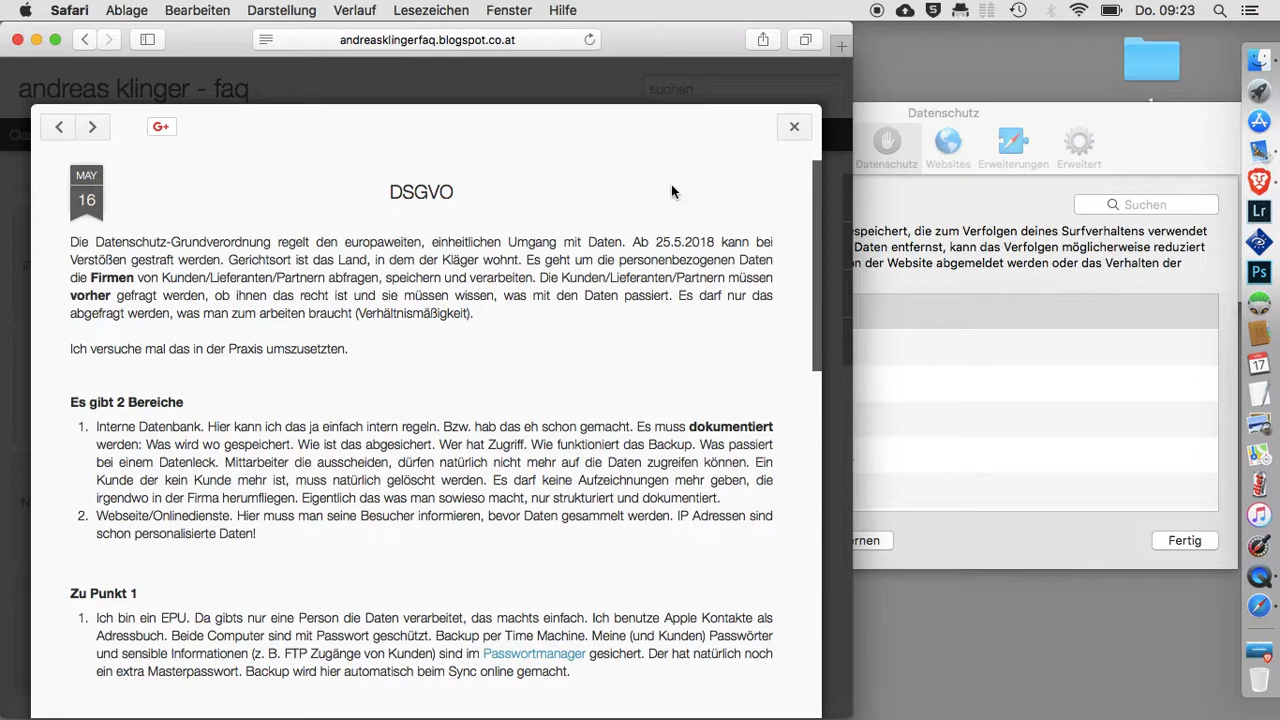 Safari Ablage Bearbeiten Darstellung Verlauf Lesezeichen Fenster Hilfe
Do. 09:23
andreasklingerfaq.blogspot.co.at
andreas klinger - faq
suchen
Clas
G+
MAY
16
DSGVO
Die Datenschutz-Grundverordnung regelt den europaweiten, einheitlichen Umgang mit Daten. Ab 25.5.2018 kann bei
Verstößen gestraft werden. Gerichtsort ist das Land, in dem der Kläger wohnt. Es geht um die personenbezogenen Daten
die Firmen von Kunden/Lieferanten/Partnern abfragen, speichern und verarbeiten. Die Kunden/Lieferanten/Partnern müssen
vorher gefragt werden, ob ihnen das recht ist und sie müssen wissen, was mit den Daten passiert. Es darf nur das
abgefragt werden, was man zum arbeiten braucht (Verhältnismäßigkeit).
Ich versuche mal das in der Praxis umszusetzten.
Es gibt 2 Bereiche
1. Interne Datenbank. Hier kann ich das ja einfach intern regeln. Bzw. hab das eh schon gemacht. Es muss dokumentiert
werden: Was wird wo gespeichert. Wie ist das abgesichert. Wer hat Zugriff. Wie funktioniert das Backup. Was passiert
bei einem Datenleck. Mittarbeiter die ausscheiden, dürfen natürlich nicht mehr auf die Daten zugreifen können. Ein
Kunde der kein Kunde mehr ist, muss natürlich gelöscht werden. Es darf keine Aufzeichnungen mehr geben, die
irgendwo in der Firma herumfliegen. Eigentlich das was man sowieso macht, nur strukturiert und dokumentiert.
2. Webseite/Onlinedienste. Hier muss man seine Besucher informieren, bevor Daten gesammelt werden. IP Adressen sind
schon personalisierte Daten!
Zu Punkt 1
1. Ich bin ein EPU. Da gibts nur eine Person die Daten verarbeitet, das machts einfach. Ich benutze Apple Kontakte als
Adressbuch. Beide Computer sind mit Passwort geschützt. Backup per Time Machine. Meine (und Kunden) Passwörter
und sensible Informationen (z. B. FTP Zugänge von Kunden) sind im Passwortmanager gesichert. Der hat natürlich noch
ein extra Masterpasswort. Backup wird hier automatisch beim Sync online gemacht.
Datenschutz
Datenschutz Websites Erweiterungen Erweitert
Suchen
espeichert, die zum Verfolgen deines Surfverhaltens verwendet
Daten entfernst, kann das Verfolgen möglicherweise reduziert
on der Website abgemeldet werden oder das Verhalten der
ernen
Fertig
Lr
Ps
17